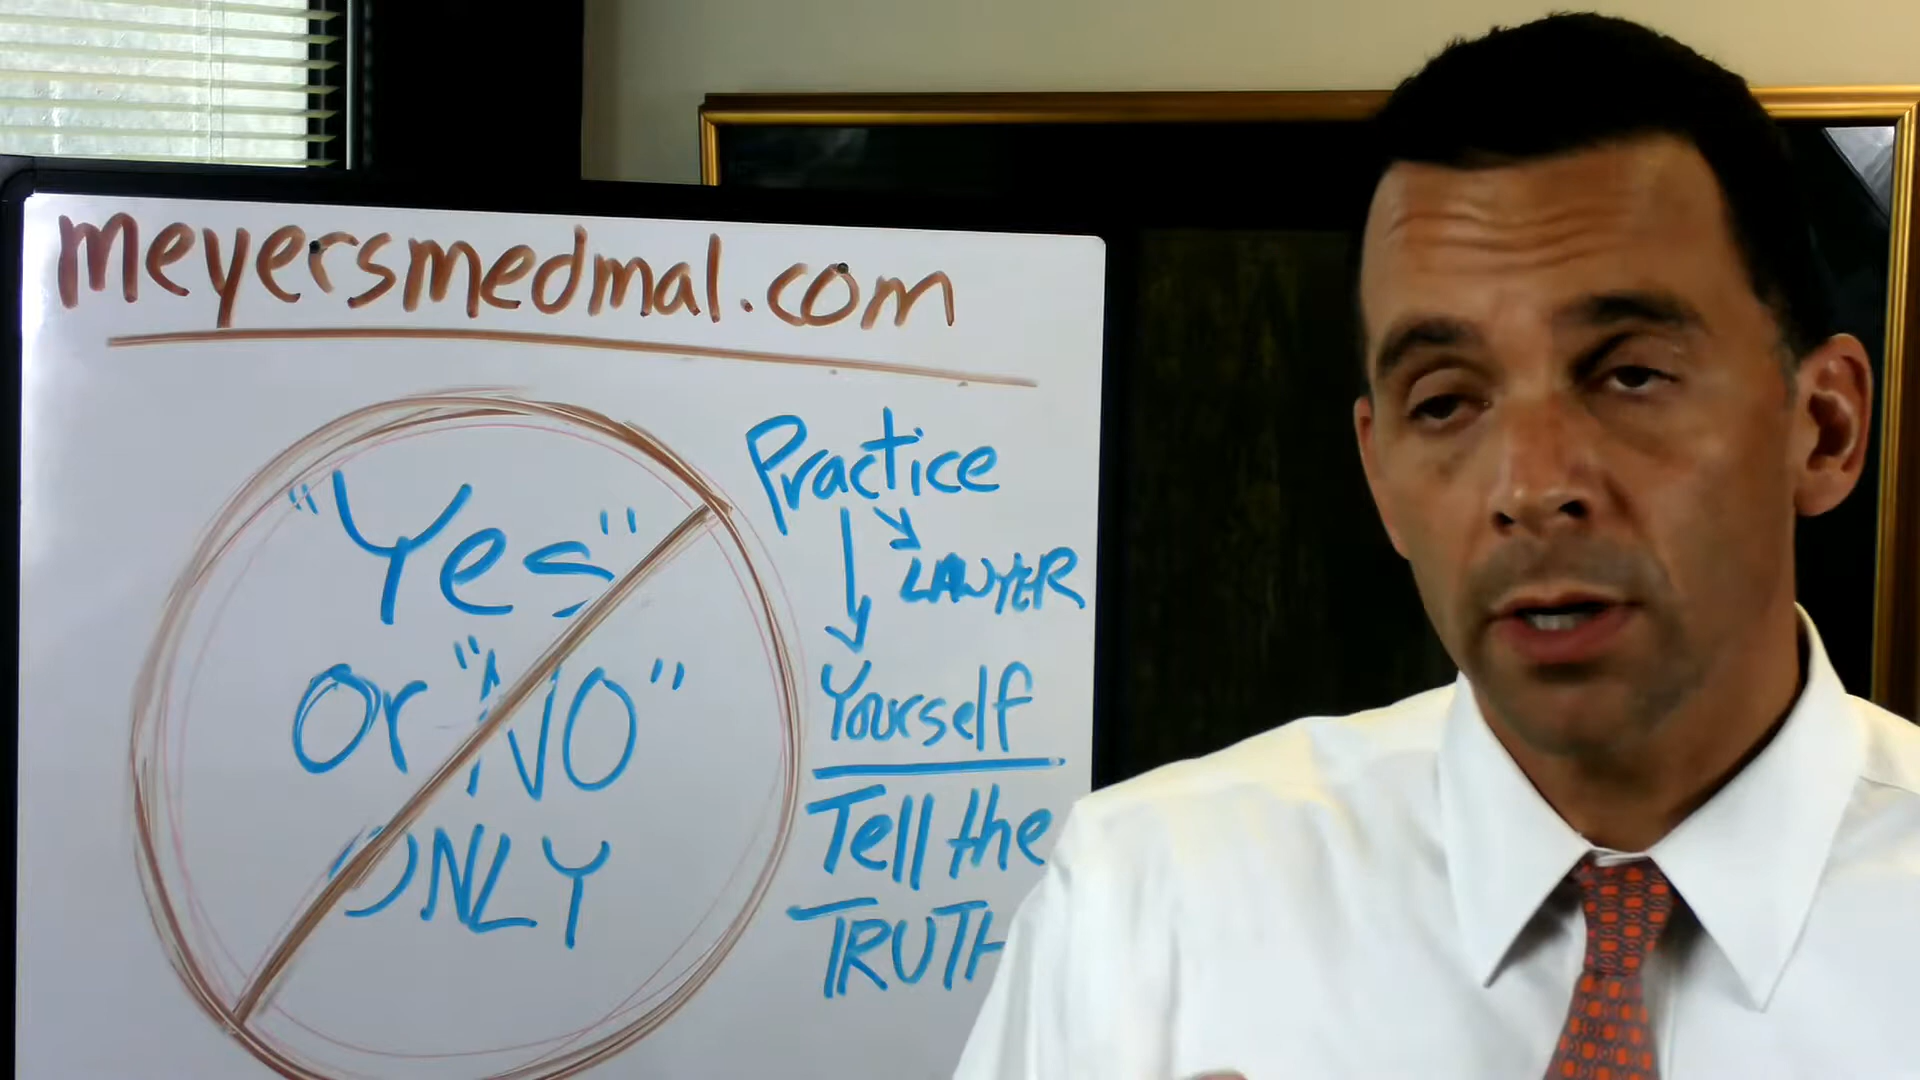 meyersmedmal.com
"Yes"
Or "NO"
ONLY
Practice
LAWYER
Yourself
Tell the
TRUTH